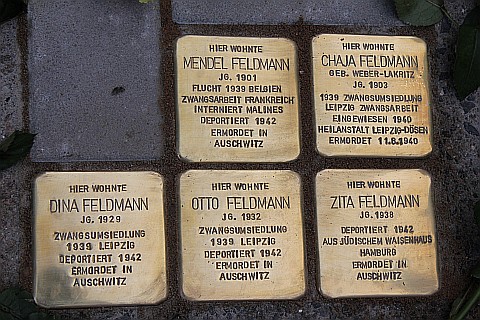 HIER WOHNTE
MENDEL FELDMANN
JG. 1901
FLUCHT 1939 BELGIEN
ZWANGSARBEIT FRANKREICH
INTERNIERT MALINES
DEPORTIERT 1942
ERMORDET IN
AUSCHWITZ
HIER WOHNTE
CHAJA FELDMANN
GEB. WEBER-LAKRITZ
JG. 1903
1939 ZWANGSUMSIEDLUNG
LEIPZIG ZWANGSARBEIT
EINGEWIESEN 1940
HEILANSTALT LEIPZIG-DÖSEN
ERMORDET 11.6.1940
HIER WOHNTE
DINA FELDMANN
JG. 1929
ZWANGSUMSIEDLUNG
1939 LEIPZIG
DEPORTIERT 1942
ERMORDET IN
AUSCHWITZ
HIER WOHNTE
OTTO FELDMANN
JG. 1932
ZWANGSUMSIEDLUNG
1939 LEIPZIG
DEPORTIERT 1942
ERMORDET IN
AUSCHWITZ
HIER WOHNTE
ZITA FELDMANN
JG. 1938
DEPORTIERT 1942
AUS JÜDISCHEM WAISENHAUS
HAMBURG
ERMORDET IN
AUSCHWITZ